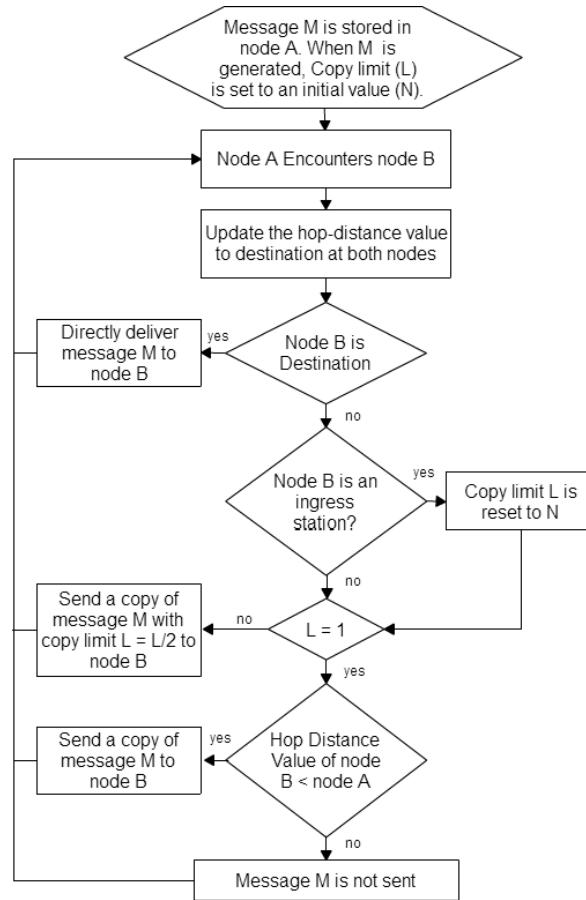 Message M is stored in
node A. When M is
generated, Copy limit (L)
is set to an initial value (N).
Node A Encounters node B
Update the hop-distance value
to destination at both nodes
Directly deliver
message M to
node B
yes
Node B is
Destination
no
Node B is an
ingress
station?
yes
Copy limit L is
reset to N
no
Send a copy of
message M with
copy limit L = L/2 to
node B
no
L = 1
yes
Send a copy of
message M to
node B
yes
Hop Distance
Value of node
B < node A
no
Message M is not sent